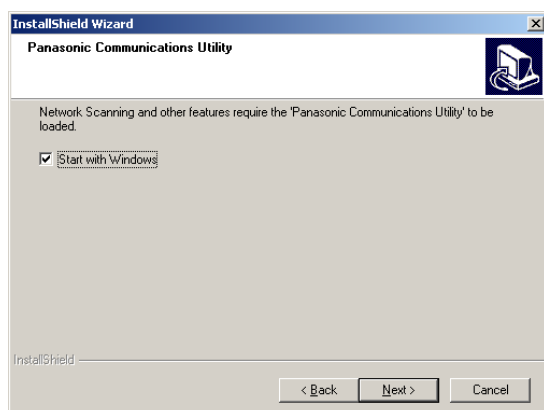 InstallShield Wizard
Panasonic Communications Utility
Network Scanning and other features require the 'Panasonic Communications Utility' to be
loaded.
Start with Windows
InstallShield
< Back
Next >
Cancel